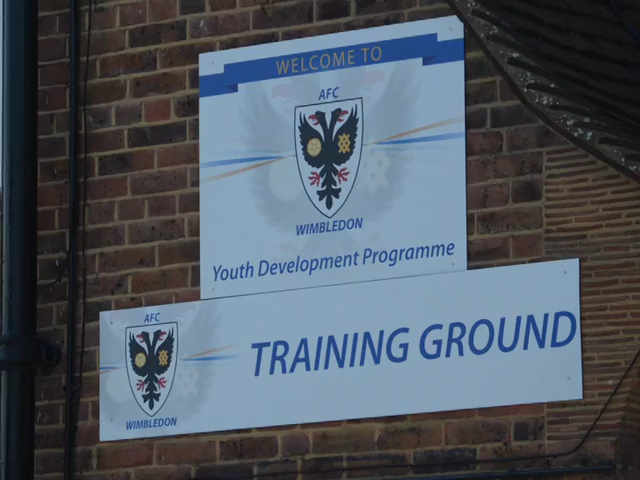 WELCOME TO
AFC
WIMBLEDON
Youth Development Programme
AFC
WIMBLEDON
TRAINING GROUND